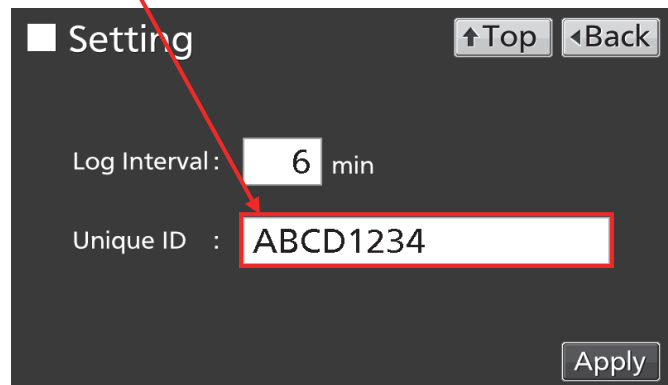 Setting
Top
Back
Log Interval: 6 min
Unique ID : ABCD1234
Apply